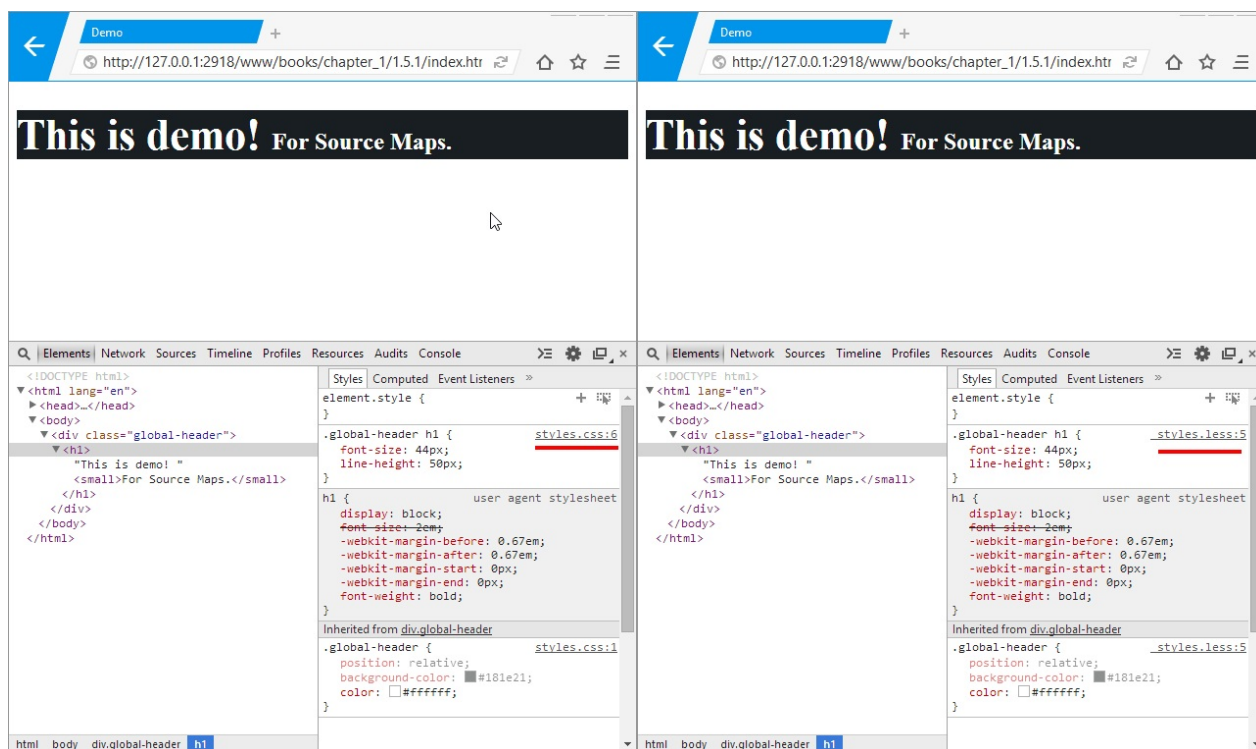 Demo
http://127.0.0.1:2918/www/books/chapter_1/1.5.1/index.htr
This is demo! For Source Maps.
Elements Network Sources Timeline Profiles Resources Audits Console
<!DOCTYPE html>
<html lang="en">
<head>…</head>
<body>
<div class="global-header">
<h1>
"This is demo! "
<small>For Source Maps.</small>
</h1>
</div>
</body>
</html>
Styles Computed Event Listeners »
element.style {
}
.global-header h1 { styles.css:6
font-size: 44px;
line-height: 50px;
}
h1 { user agent stylesheet
display: block;
font-size: 2em;
-webkit-margin-before: 0.67em;
-webkit-margin-after: 0.67em;
-webkit-margin-start: 0px;
-webkit-margin-end: 0px;
font-weight: bold;
}
Inherited from div.global-header
.global-header { styles.css:1
position: relative;
background-color: #181e21;
color: #ffffff;
}
html body div.global-header h1
Demo
http://127.0.0.1:2918/www/books/chapter_1/1.5.1/index.htr
This is demo! For Source Maps.
Elements Network Sources Timeline Profiles Resources Audits Console
<!DOCTYPE html>
<html lang="en">
<head>…</head>
<body>
<div class="global-header">
<h1>
"This is demo! "
<small>For Source Maps.</small>
</h1>
</div>
</body>
</html>
Styles Computed Event Listeners »
element.style {
}
.global-header h1 { styles.less:5
font-size: 44px;
line-height: 50px;
}
h1 { user agent stylesheet
display: block;
font-size: 2em;
-webkit-margin-before: 0.67em;
-webkit-margin-after: 0.67em;
-webkit-margin-start: 0px;
-webkit-margin-end: 0px;
font-weight: bold;
}
Inherited from div.global-header
.global-header { styles.less:5
position: relative;
background-color: #181e21;
color: #ffffff;
}
html body div.global-header h1